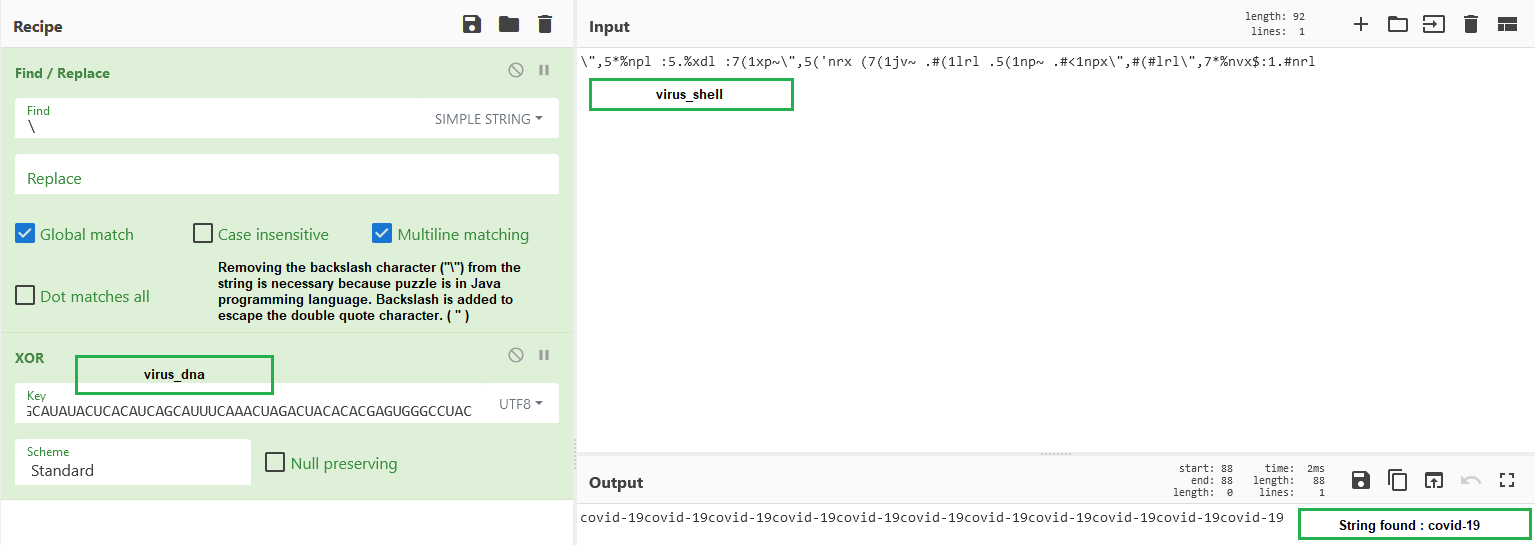 Recipe
Find / Replace
Find
\
SIMPLE STRING
Replace
Global match
Case insensitive
Multiline matching
Dot matches all
Removing the backslash character ("\") from the
string is necessary because puzzle is in Java
programming language. Backslash is added to
escape the double quote character. ( " )
XOR
virus_dna
Key
GCAUAUACUCACAUCAGCAUUUCAAACUAGACUACACACGAGUGGGCCUAC
UTF8
Scheme
Standard
Null preserving
Input
length: 92
lines: 1
\",5*%npl :5.%xdl :7(1xp~\",5('nrx (7(1jv~ .#(1lrl .5(1np~ .#<1npx\",#(#lrl\",7*%nvx$:1.#nrl
virus_shell
Output
start: 88
end: 88
length: 0
time: 2ms
length: 88
lines: 1
covid-19covid-19covid-19covid-19covid-19covid-19covid-19covid-19covid-19covid-19covid-19
String found : covid-19